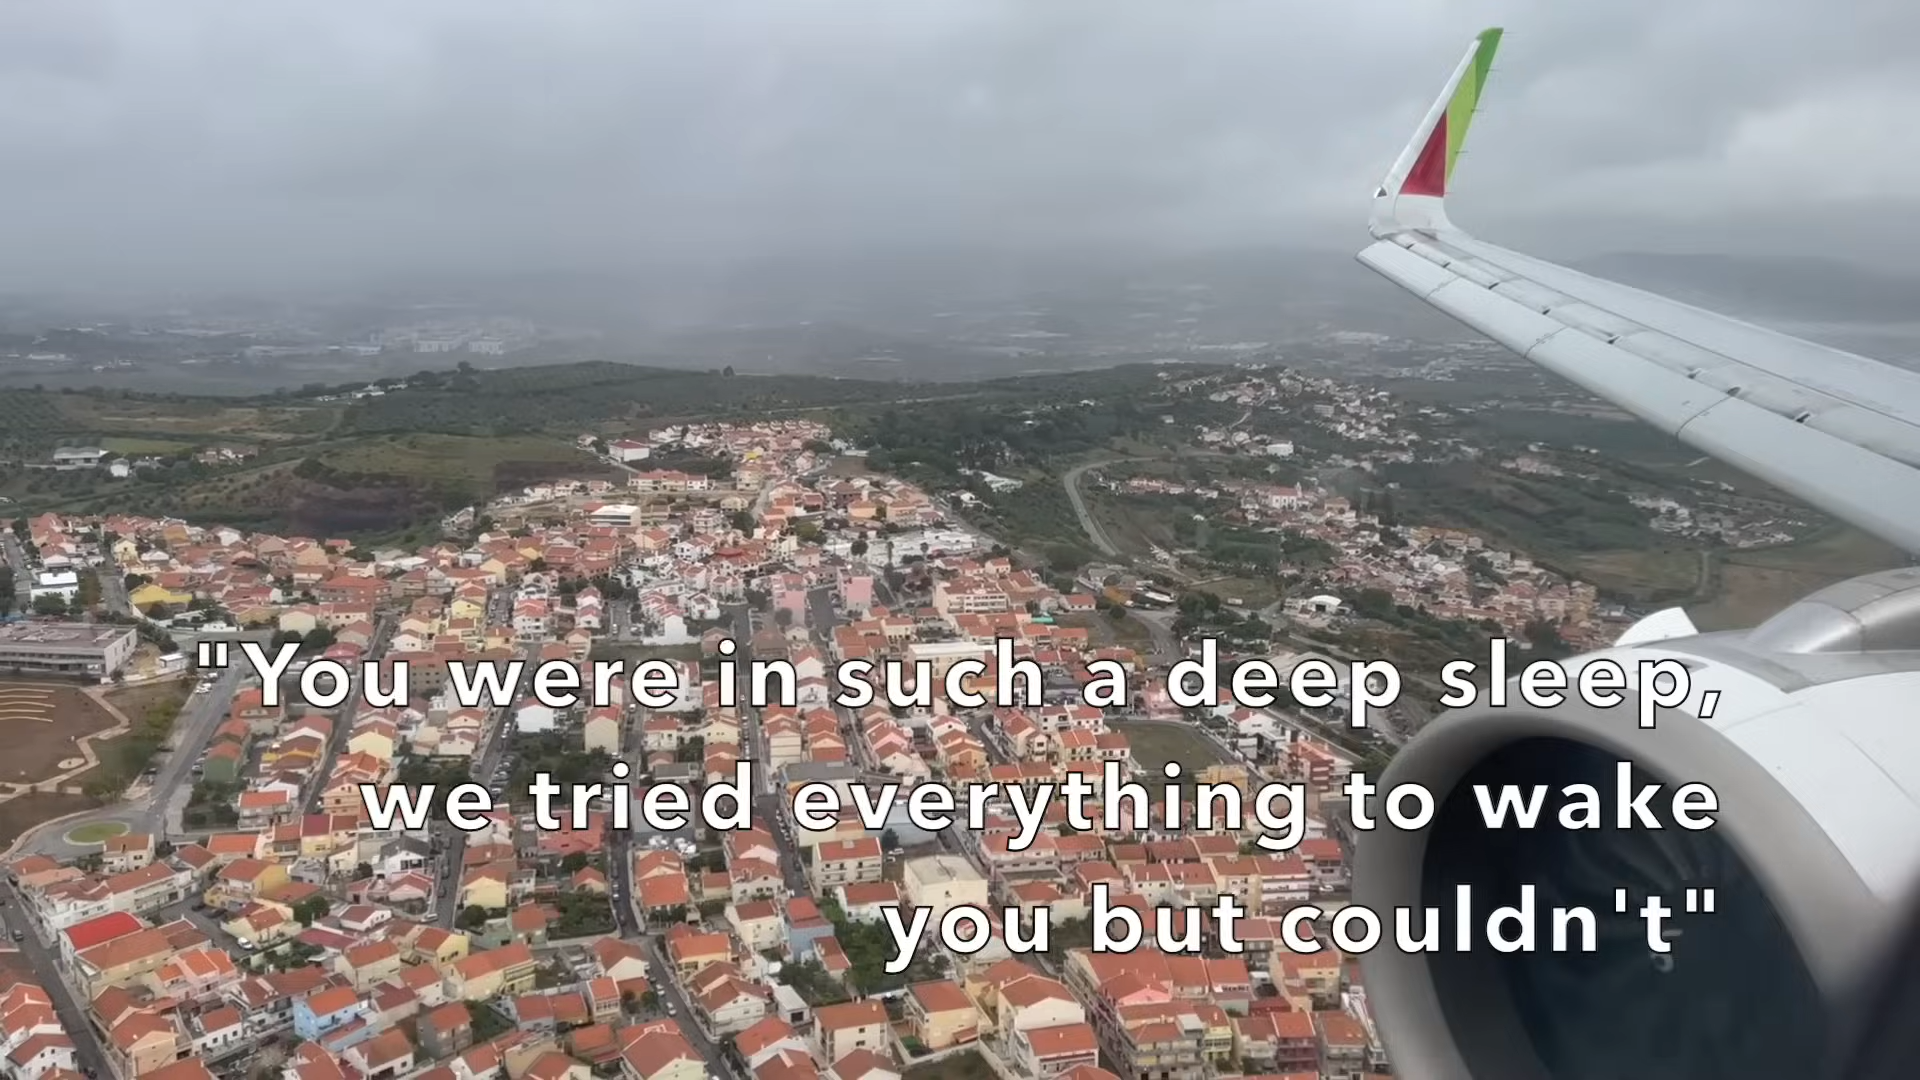 "You were in such a deep sleep,
we tried everything to wake
you but couldn't"